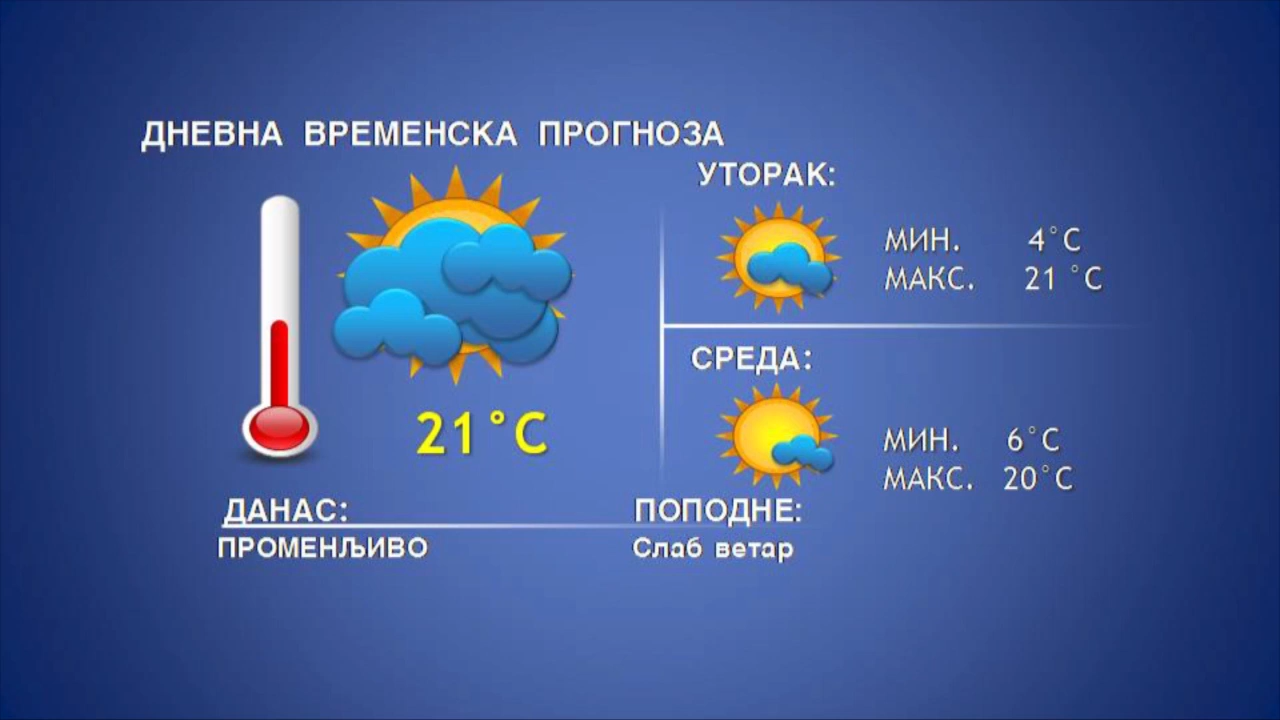 ДНЕВНА ВРЕМЕНСКА ПРОГНОЗА
21°C
УТОРАК:
МИН. 4°C
МАКС. 21 °C
СРЕДА:
МИН. 6°C
МАКС. 20°C
ДАНАС:
ПРОМЕНЉИВО
ПОПОДНЕ:
Слаб ветар